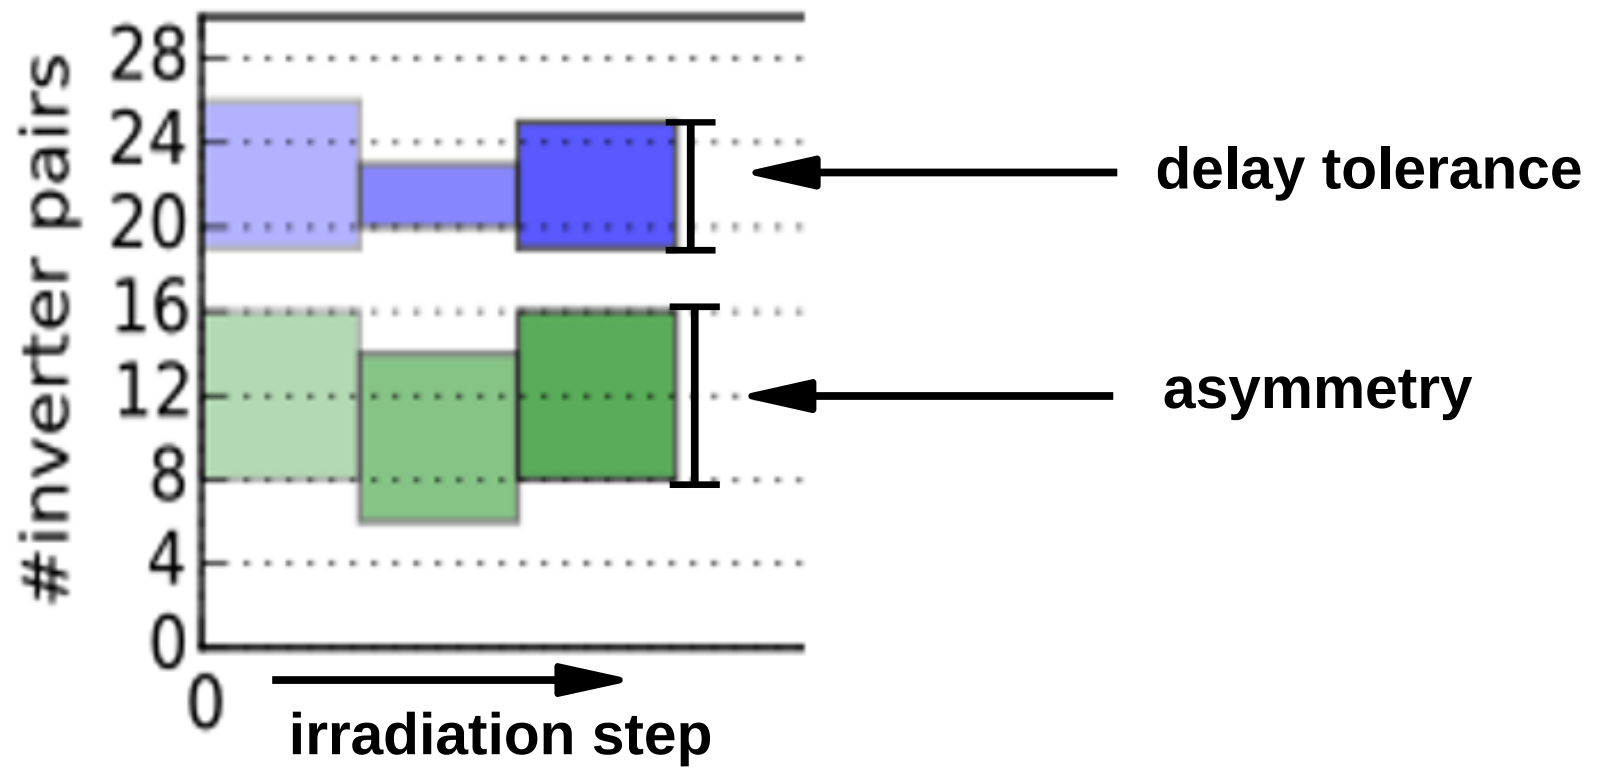 #inverter pairs
28
24
20
16
12
8
4
0
0
delay tolerance
asymmetry
irradiation step